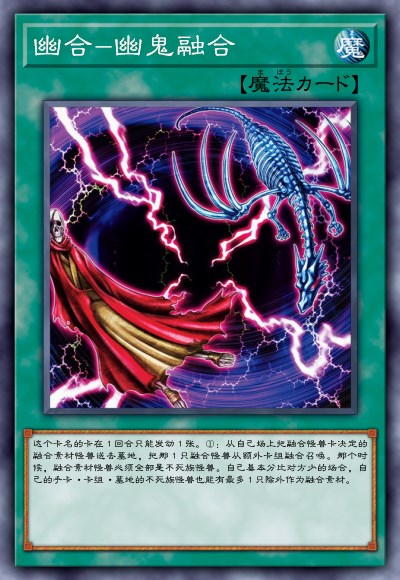 幽合-幽鬼融合
魔
【魔法カード】
ま ほう
这个卡名的卡在1回合只能发动1张。①：从自己场上把融合怪兽卡决定的
融合素材怪兽送去墓地，把那1只融合怪兽从额外卡组融合召唤。那个时
候，融合素材怪兽必须全部是不死族怪兽。自己基本分比对方少的场合，自
己的手卡·卡组·墓地的不死族怪兽也能有最多1只除外作为融合素材。